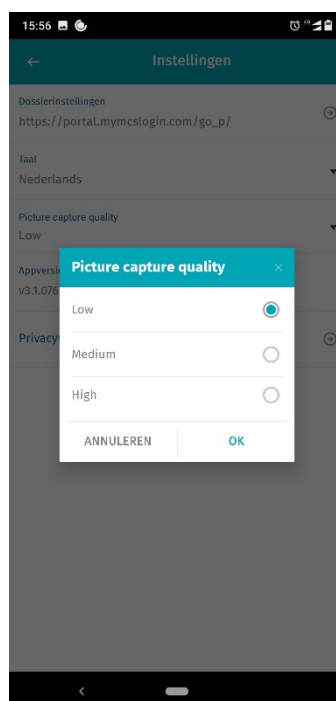 15:56
Instellingen
Dossierinstellingen
https://portal.mymcslogin.com/go_p/
Taal
Nederlands
Picture capture quality
Low
Appversi
v3.1.076
Privacy
Picture capture quality
Low
Medium
High
ANNULEREN OK